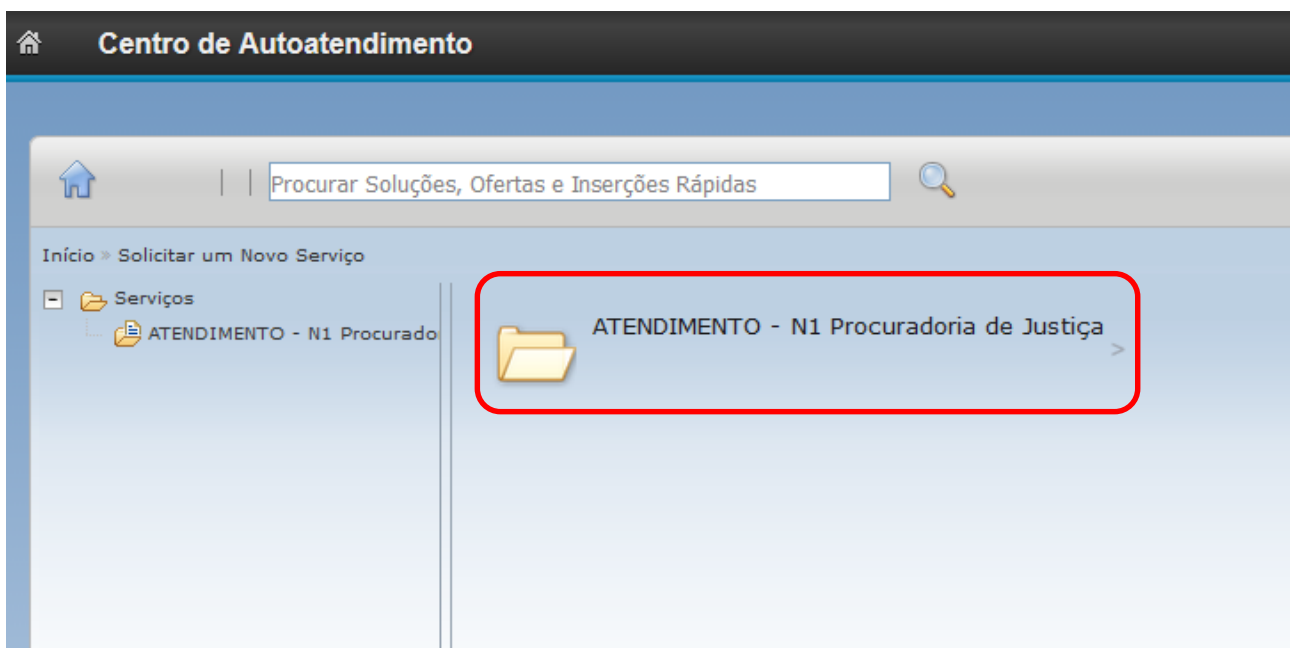 Centro de Autoatendimento
Procurar Soluções, Ofertas e Inserções Rápidas
Início » Solicitar um Novo Serviço
Serviços
ATENDIMENTO - N1 Procurado
ATENDIMENTO - N1 Procuradoria de Justiça
>